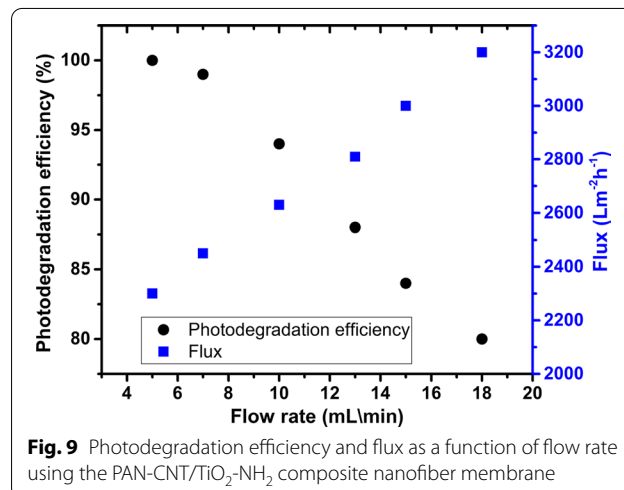 Photodegradation efficiency (%)
100
95
90
85
80
Photodegradation efficiency
Flux
4 6 8 10 12 14 16 18 20
Flow rate (mL\min)
3200
3000
2800
2600
2400
2200
2000
Flux (Lm⁻²h⁻¹)
Fig. 9 Photodegradation efficiency and flux as a function of flow rate
using the PAN-CNT/TiO₂-NH₂ composite nanofiber membrane